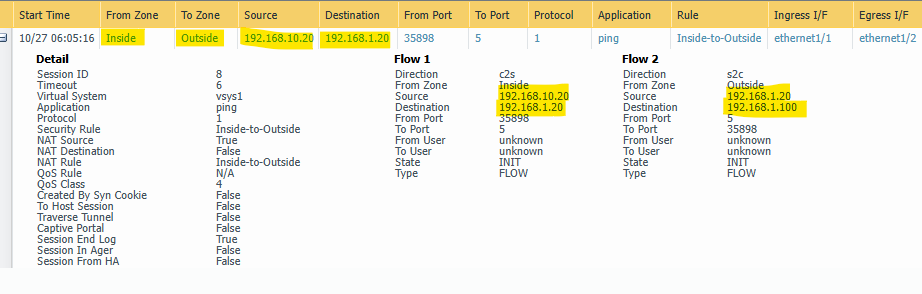 Start Time From Zone To Zone Source Destination From Port To Port Protocol Application Rule Ingress I/F Egress I/F
10/27 06:05:16 Inside Outside 192.168.10.20 192.168.1.20 35898 5 1 ping Inside-to-Outside ethernet1/1 ethernet1/2
Detail Flow 1 Flow 2
Session ID 8 Direction c2s Direction s2c
Timeout 6 From Zone Inside From Zone Outside
Virtual System vsys1 Source 192.168.10.20 Source 192.168.1.20
Application ping Destination 192.168.1.20 Destination 192.168.1.100
Protocol 1 From Port 35898 From Port 5
Security Rule Inside-to-Outside To Port 5 To Port 35898
NAT Source True From User unknown From User unknown
NAT Destination False To User unknown To User unknown
NAT Rule Inside-to-Outside State INIT State INIT
QoS Rule N/A Type FLOW Type FLOW
QoS Class 4
Created By Syn Cookie False
To Host Session False
Traverse Tunnel False
Captive Portal False
Session End Log True
Session In Ager False
Session From HA False